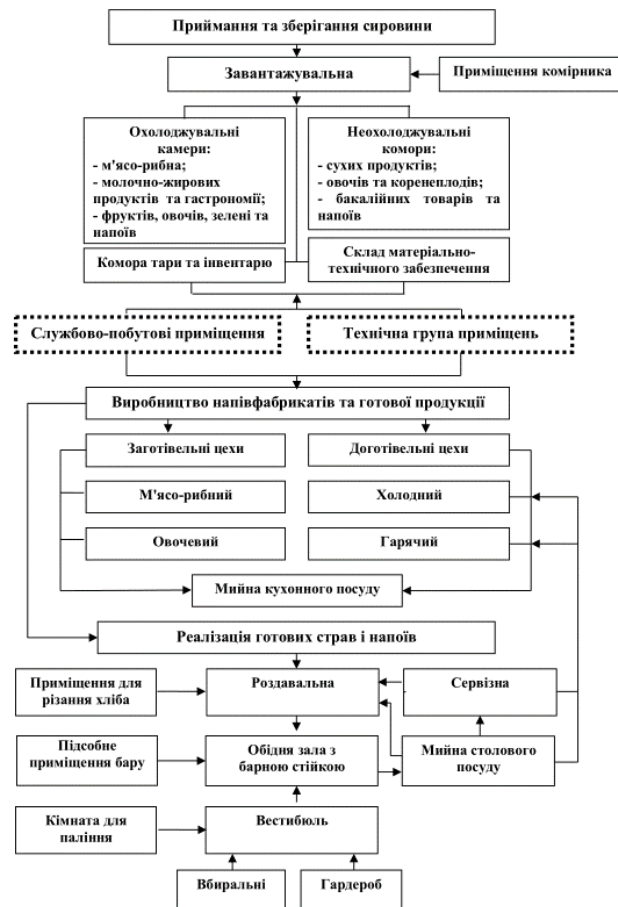 Приймання та зберігання сировини
Завантажувальна
Приміщення комірника
Охолоджувальні
камери:
- м'ясо-рибна;
- молочно-жирових
продуктів та гастрономії;
- фруктів, овочів, зелені та
напоїв
Неохолоджувальні
комори:
- сухих продуктів;
- овочів та коренеплодів;
- бакалійних товарів та
напоїв
Комора тари та інвентарю
Склад матеріально-
технічного забезпечення
Службово-побутові приміщення
Технічна група приміщень
Виробництво напівфабрикатів та готової продукції
Заготівельні цехи
Доготівельні цехи
М'ясо-рибний
Холодний
Овочевий
Гарячий
Мийна кухонного посуду
Реалізація готових страв і напоїв
Приміщення для
різання хліба
Роздавальна
Сервізна
Підсобне
приміщення бару
Обідня зала з
барною стійкою
Мийна столового
посуду
Кімната для
паління
Вестибюль
Вбиральні
Гардероб